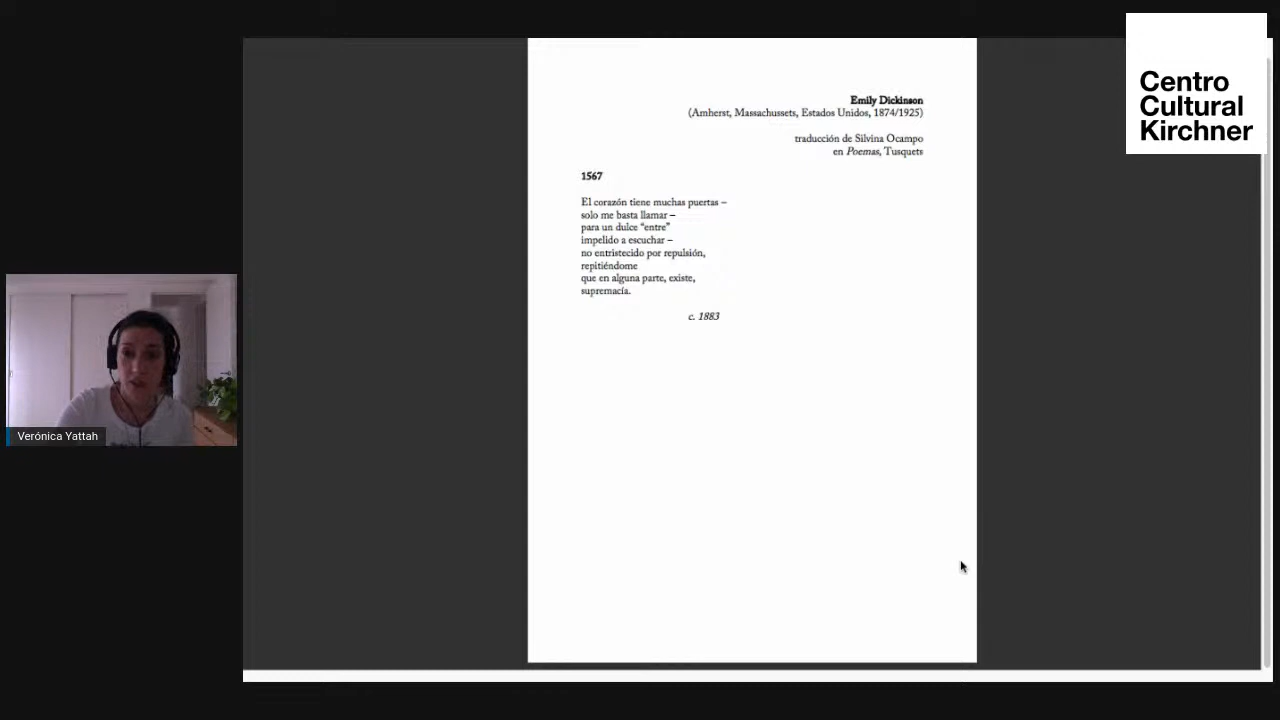 Centro
Cultural
Kirchner
Emily Dickinson
(Amherst, Massachussets, Estados Unidos, 1874/1925)
traducción de Silvina Ocampo
en Poemas, Tusquets
1567
El corazón tiene muchas puertas –
solo me basta llamar –
para un dulce “entre”
impelido a escuchar –
no entristecido por repulsión,
repitiéndome
que en alguna parte, existe,
supremacía.
c. 1883
Verónica Yattah